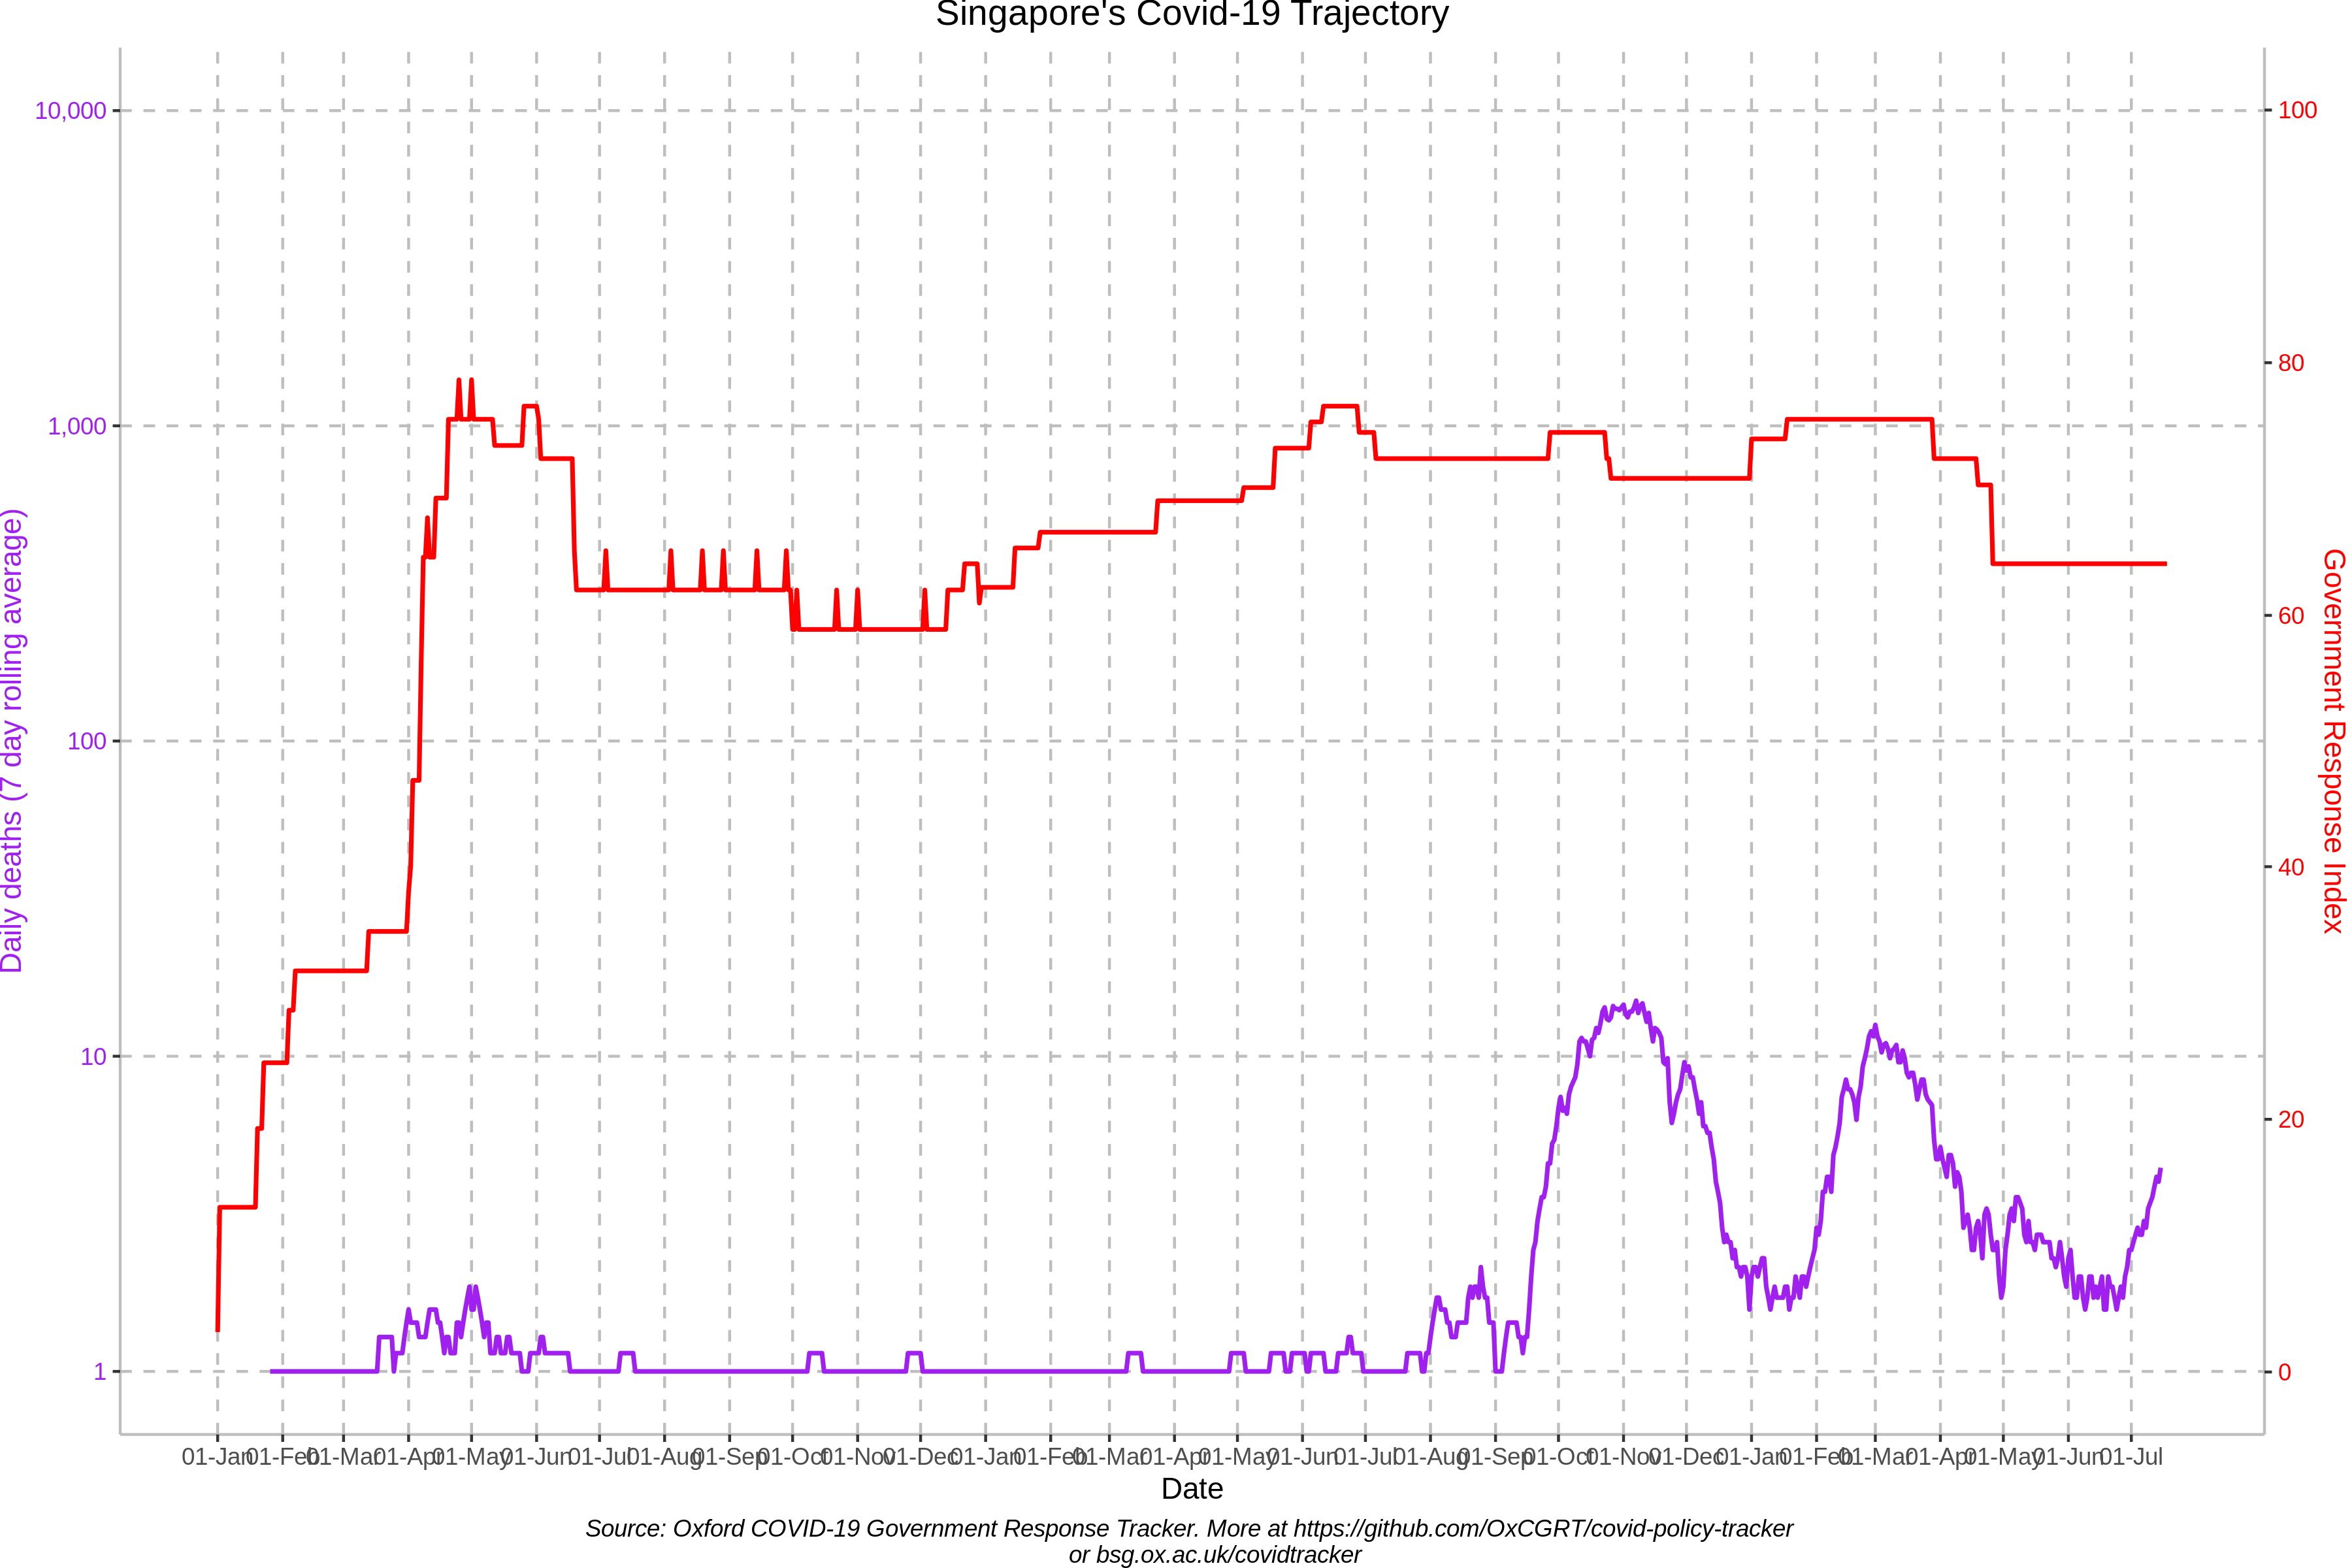 Singapore's Covid-19 Trajectory
10,000
1,000
100
10
1
Daily deaths (7 day rolling average)
100
80
60
40
20
0
Government Response Index
01-Jan 01-Feb 01-Mar 01-Apr 01-May 01-Jun 01-Jul 01-Aug 01-Sep 01-Oct 01-Nov 01-Dec 01-Jan 01-Feb 01-Mar 01-Apr 01-May 01-Jun 01-Jul 01-Aug 01-Sep 01-Oct 01-Nov 01-Dec 01-Jan 01-Feb 01-Mar 01-Apr 01-May 01-Jun 01-Jul
Date
Source: Oxford COVID-19 Government Response Tracker. More at https://github.com/OxCGRT/covid-policy-tracker
or bsg.ox.ac.uk/covidtracker